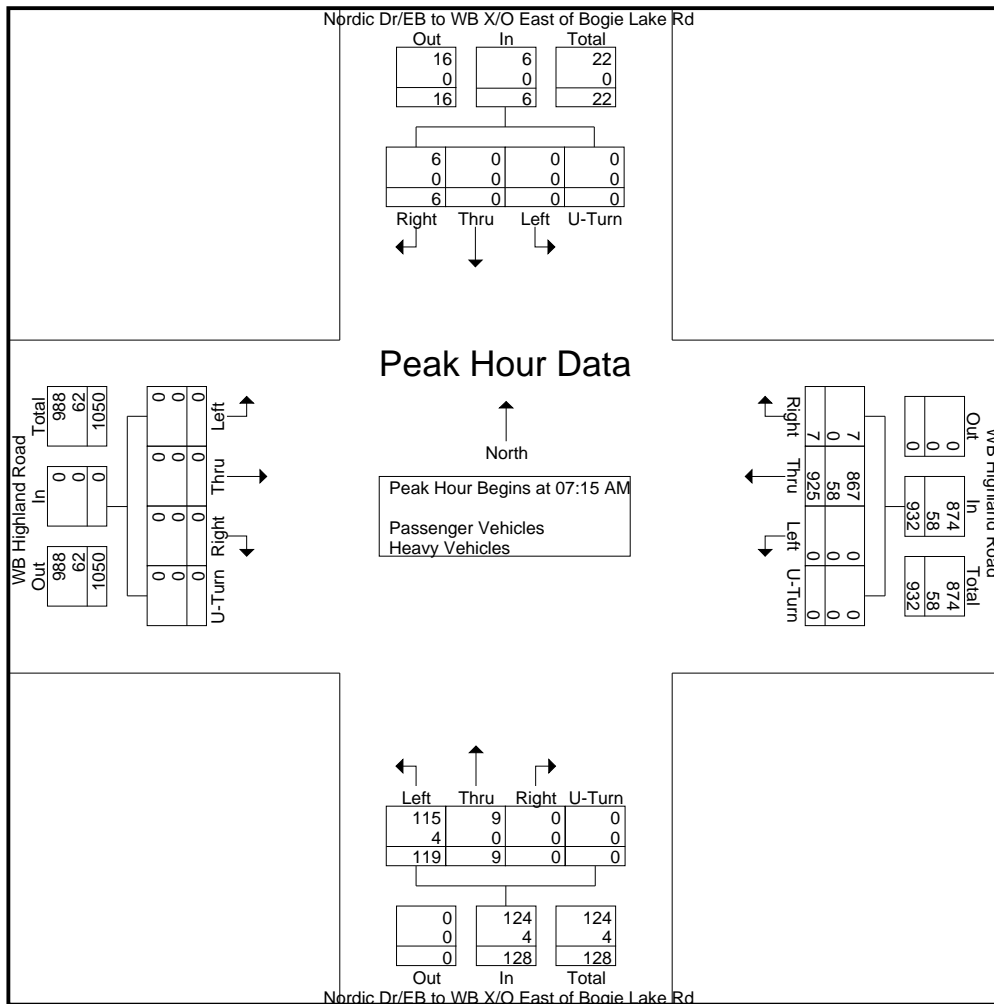 Nordic Dr/EB to WB X/O East of Bogie Lake Rd
Out In Total
16 6 22
0 0 0
16 6 22
6 0 0 0
0 0 0 0
6 0 0 0
Right Thru Left U-Turn
Peak Hour Data
North
Peak Hour Begins at 07:15 AM
Passenger Vehicles
Heavy Vehicles
WB Highland Road
Out In Total
988 0 988
62 0 62
1050 0 1050
U-Turn Right Thru Left
0 0 0 0
0 0 0 0
0 0 0 0
WB Highland Road
Out In Total
0 874 874
0 58 58
0 932 932
7 867 0 0
0 58 0 0
7 925 0 0
Right Thru Left U-Turn
Left Thru Right U-Turn
115 9 0 0
4 0 0 0
119 9 0 0
0 124 124
0 4 4
0 128 128
Out In Total
Nordic Dr/EB to WB X/O East of Bogie Lake Rd